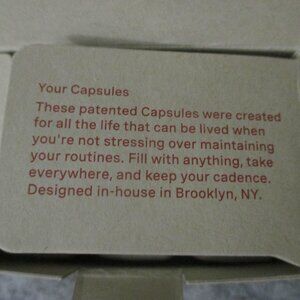 Your Capsules
These patented Capsules were created
for all the life that can be lived when
you're not stressing over maintaining
your routines. Fill with anything, take
everywhere, and keep your cadence.
Designed in-house in Brooklyn, NY.